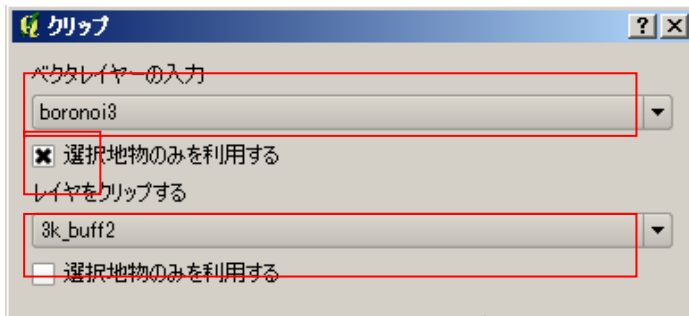 クリップ
ベクタレイヤーの入力
boronoi3
選択地物のみを利用する
レイヤをクリップする
3k_buff2
選択地物のみを利用する